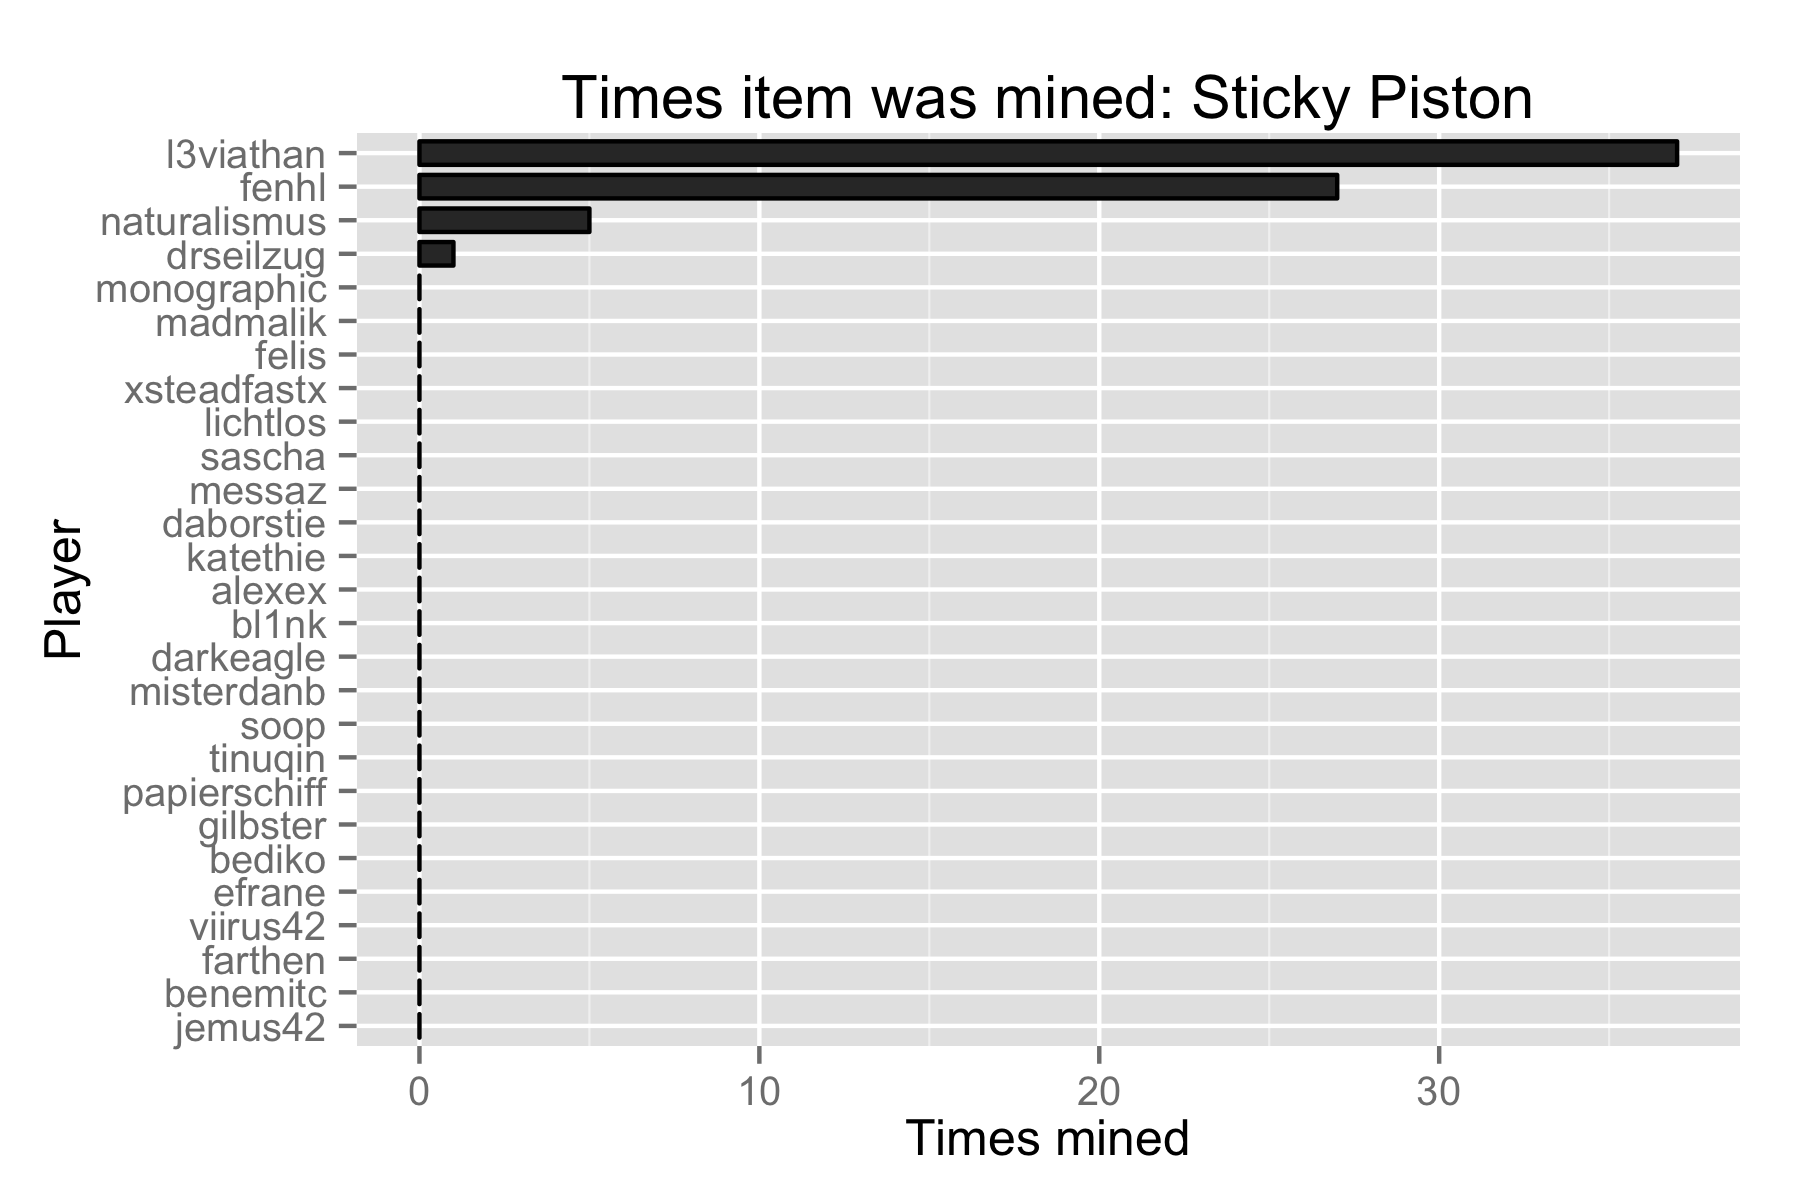 Times item was mined: Sticky Piston
l3viathan
fenhl
naturalismus
drseilzug
monographic
madmalik
felis
xsteadfastx
lichtlos
sascha
messaz
daborstie
katethie
alexex
bl1nk
darkeagle
misterdanb
soop
tinuqin
papierschiff
gilbster
bediko
efrane
viirus42
farthen
benemitc
jemus42
Player
0 10 20 30
Times mined